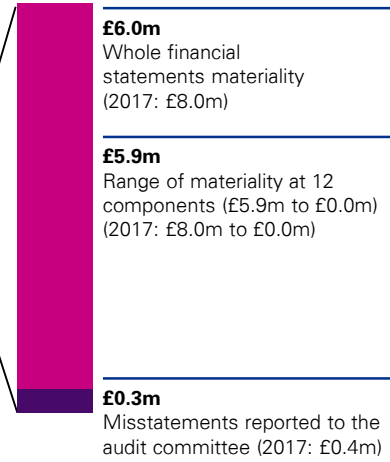 £6.0m
Whole financial
statements materiality
(2017: £8.0m)
£5.9m
Range of materiality at 12
components (£5.9m to £0.0m)
(2017: £8.0m to £0.0m)
£0.3m
Misstatements reported to the
audit committee (2017: £0.4m)